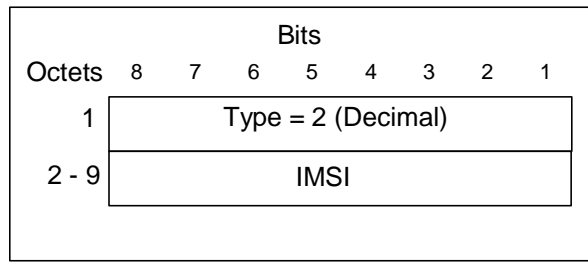 Bits
Octets 8 7 6 5 4 3 2 1
1 Type = 2 (Decimal)
2 - 9 IMSI